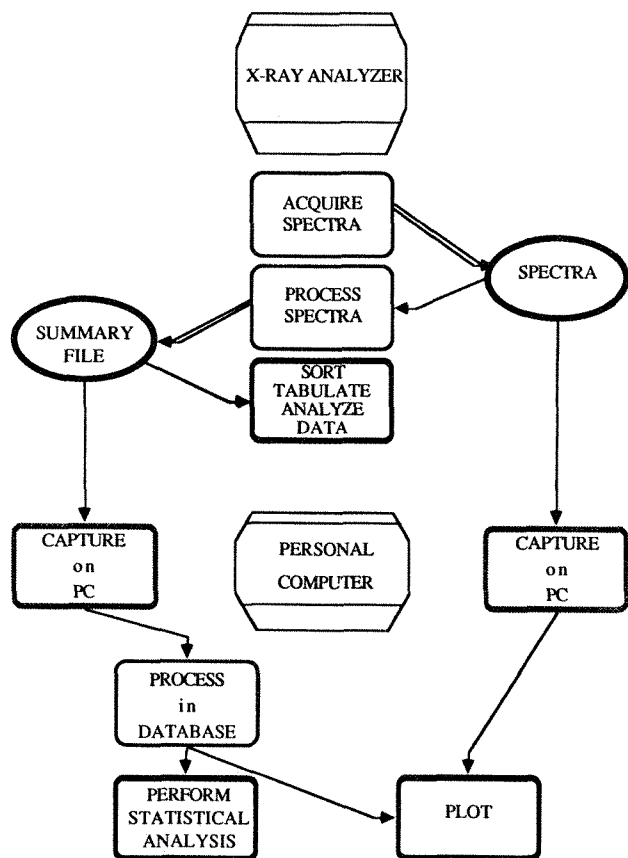 X-RAY ANALYZER
ACQUIRE
SPECTRA
SPECTRA
PROCESS
SPECTRA
SUMMARY
FILE
SORT
TABULATE
ANALYZE
DATA
CAPTURE
on
PC
PERSONAL
COMPUTER
CAPTURE
on
PC
PROCESS
in
DATABASE
PERFORM
STATISTICAL
ANALYSIS
PLOT